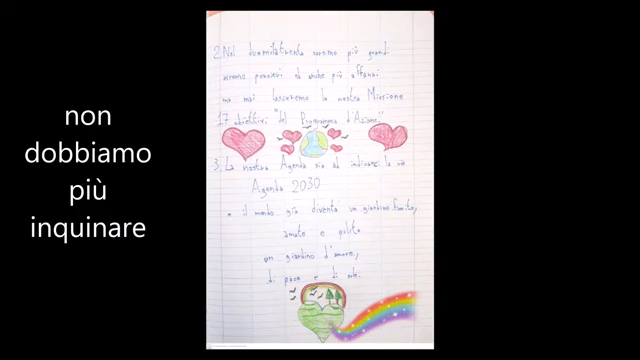 non
dobbiamo
più
inquinare
2. Nel duemilatrenta saremo più grandi
avremo pensieri ed anche più affanni
ma mai lasceremo la nostra Missione
17 obiettivi "del Programma d'Azione!"
3. La nostra Agenda sia ad indicarci la via
Agenda 2030
e il mondo già diventa un giardino fiorito,
amato e pulito
un giardino d'amore,
di pace e di